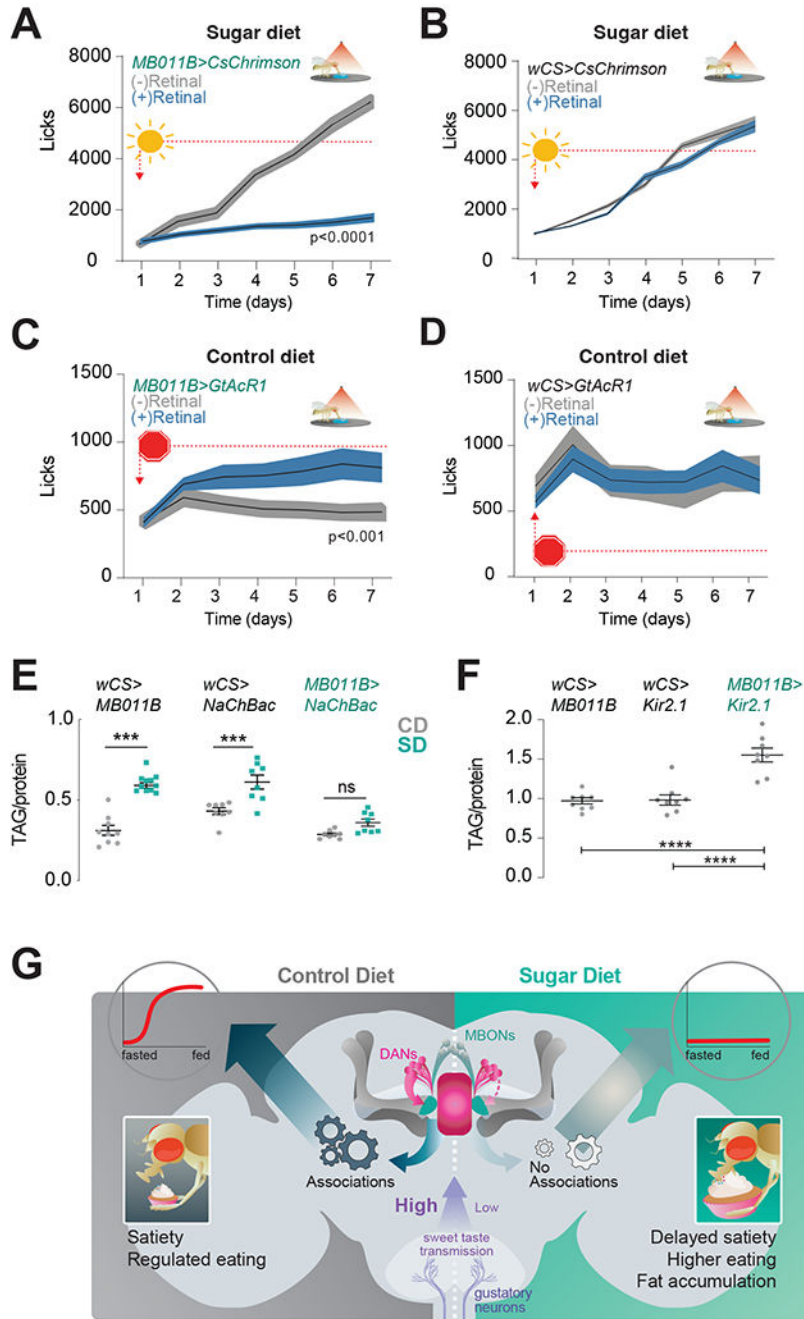 A
Sugar diet
MB011B>CsChrimson
(-)Retinal
(+)Retinal
Licks
8000
6000
4000
2000
0
p<0.0001
1 2 3 4 5 6 7
Time (days)
B
Sugar diet
wCS>CsChrimson
(-)Retinal
(+)Retinal
Licks
8000
6000
4000
2000
0
1 2 3 4 5 6 7
Time (days)
C
Control diet
MB011B>GtAcR1
(-)Retinal
(+)Retinal
Licks
1500
1000
500
0
p<0.001
1 2 3 4 5 6 7
Time (days)
D
Control diet
wCS>GtAcR1
(-)Retinal
(+)Retinal
Licks
1500
1000
500
0
1 2 3 4 5 6 7
Time (days)
E
wCS>
MB011B
wCS>
NaChBac
MB011B>
NaChBac
CD
SD
TAG/protein
1.0
0.5
0.0
***
***
ns
F
wCS>
MB011B
wCS>
Kir2.1
MB011B>
Kir2.1
TAG/protein
2.0
1.5
1.0
0.5
0.0
****
****
G
Control Diet
Sugar Diet
fasted fed
fasted fed
MBONs
DANs
Associations
No
Associations
High
Low
sweet taste
transmission
gustatory
neurons
Satiety
Regulated eating
Delayed satiety
Higher eating
Fat accumulation